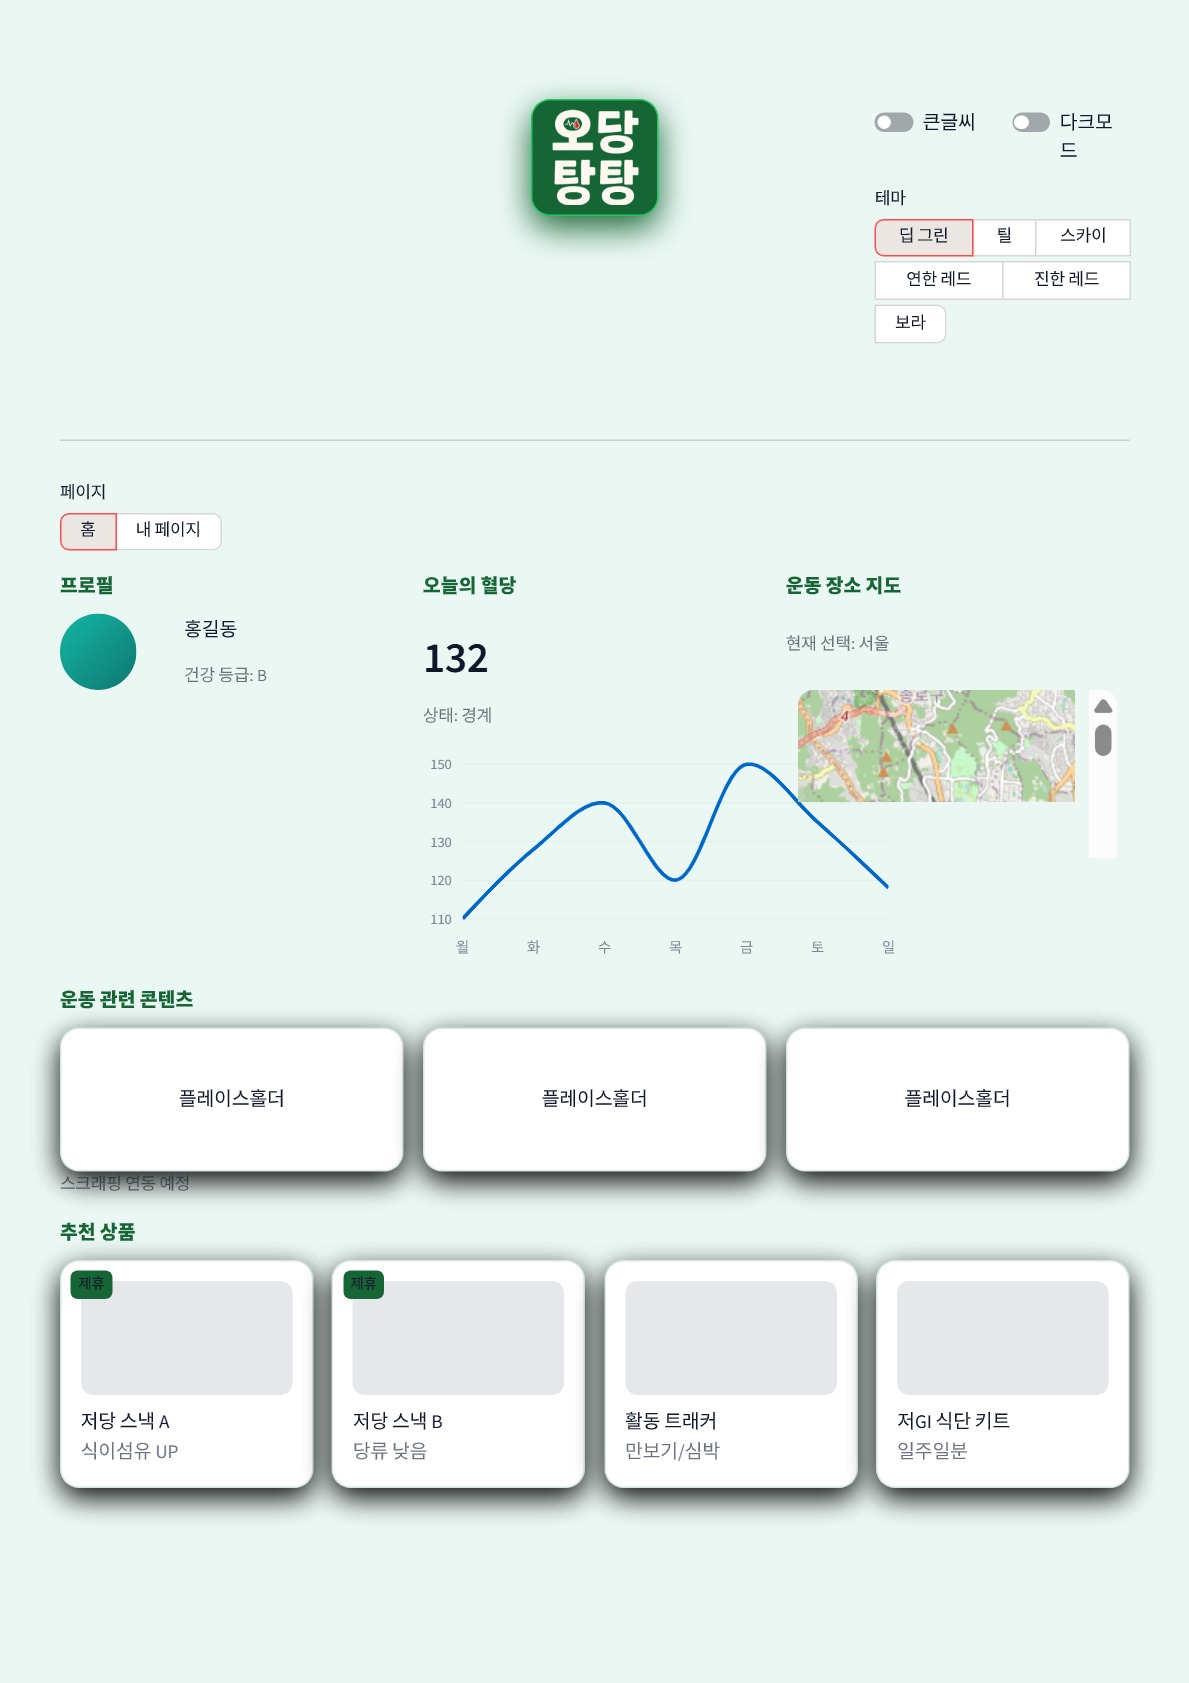 오당
탕탕
큰글씨
다크모
드
테마
딥 그린
틸
스카이
연한 레드
진한 레드
보라
페이지
홈
내 페이지
프로필
홍길동
건강 등급: B
오늘의 혈당
132
상태: 경계
150
140
130
120
110
월 화 수 목 금 토 일
운동 장소 지도
현재 선택: 서울
종로구
4
운동 관련 콘텐츠
플레이스홀더
플레이스홀더
플레이스홀더
스크래핑 연동 예정
추천 상품
제휴
저당 스낵 A
식이섬유 UP
제휴
저당 스낵 B
당류 낮음
활동 트래커
만보기/심박
저GI 식단 키트
일주일분